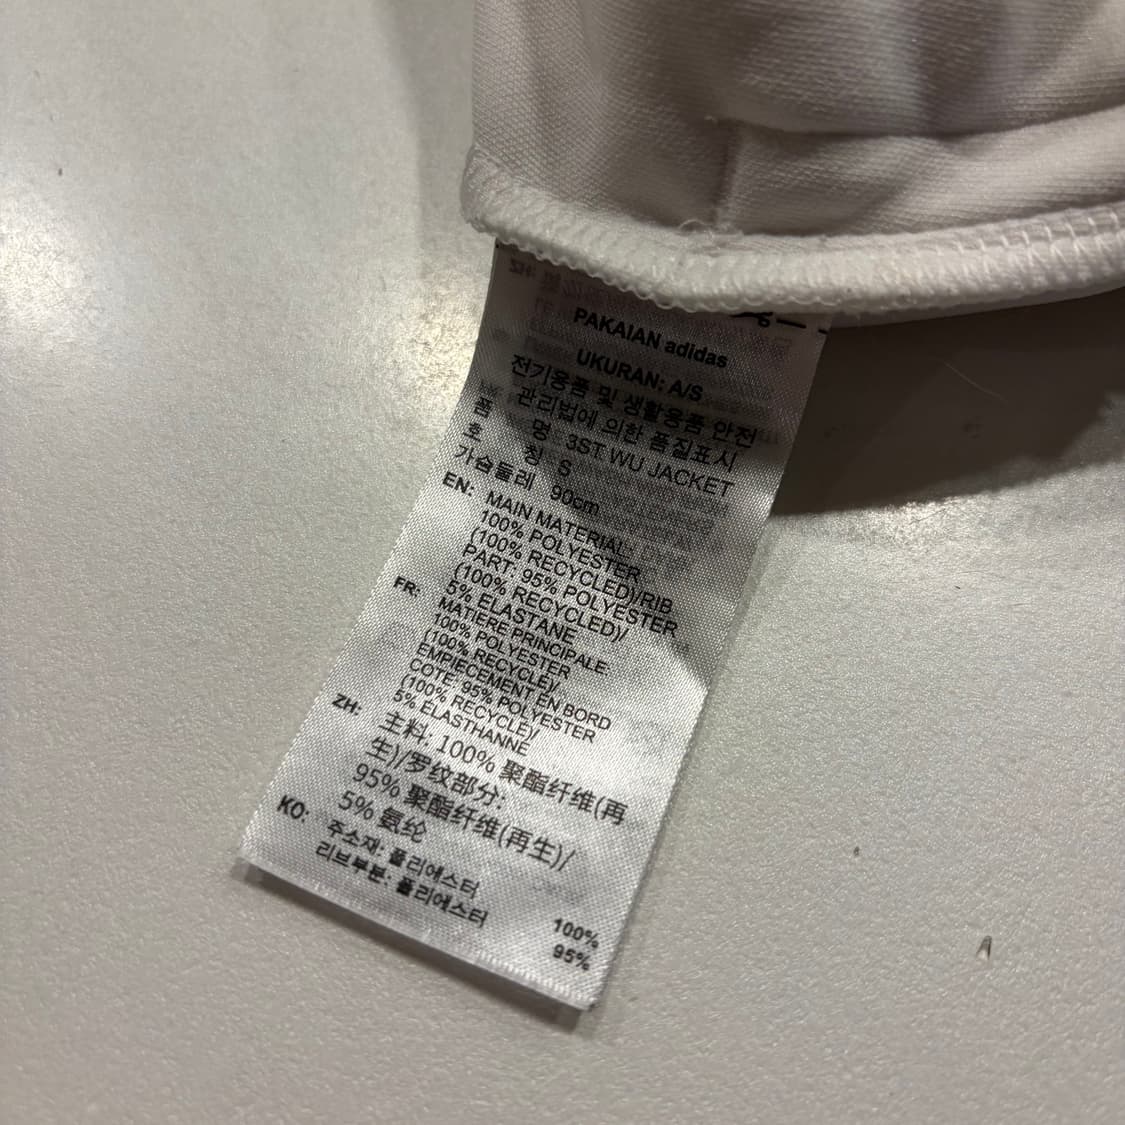 PAKAIAN adidas
UKURAN: A/S
전기용품 및 생활용품 안전
관리법에 의한 품질표시
품 명 3ST WU JACKET
호 칭 S
가슴둘레 90cm
EN: MAIN MATERIAL:
100% POLYESTER
(100% RECYCLED)/RIB
PART: 95% POLYESTER
(100% RECYCLED)/
5% ELASTANE
FR: MATIERE PRINCIPALE:
100% POLYESTER
(100% RECYCLE)/
EMPIECEMENT EN BORD
COTE: 95% POLYESTER
(100% RECYCLE)/
5% ELASTHANNE
ZH: 主料: 100% 聚酯纤维(再
生)/罗纹部分:
95% 聚酯纤维(再生)/
5% 氨纶
KO: 주소재: 폴리에스터 100%
리브부분: 폴리에스터 95%